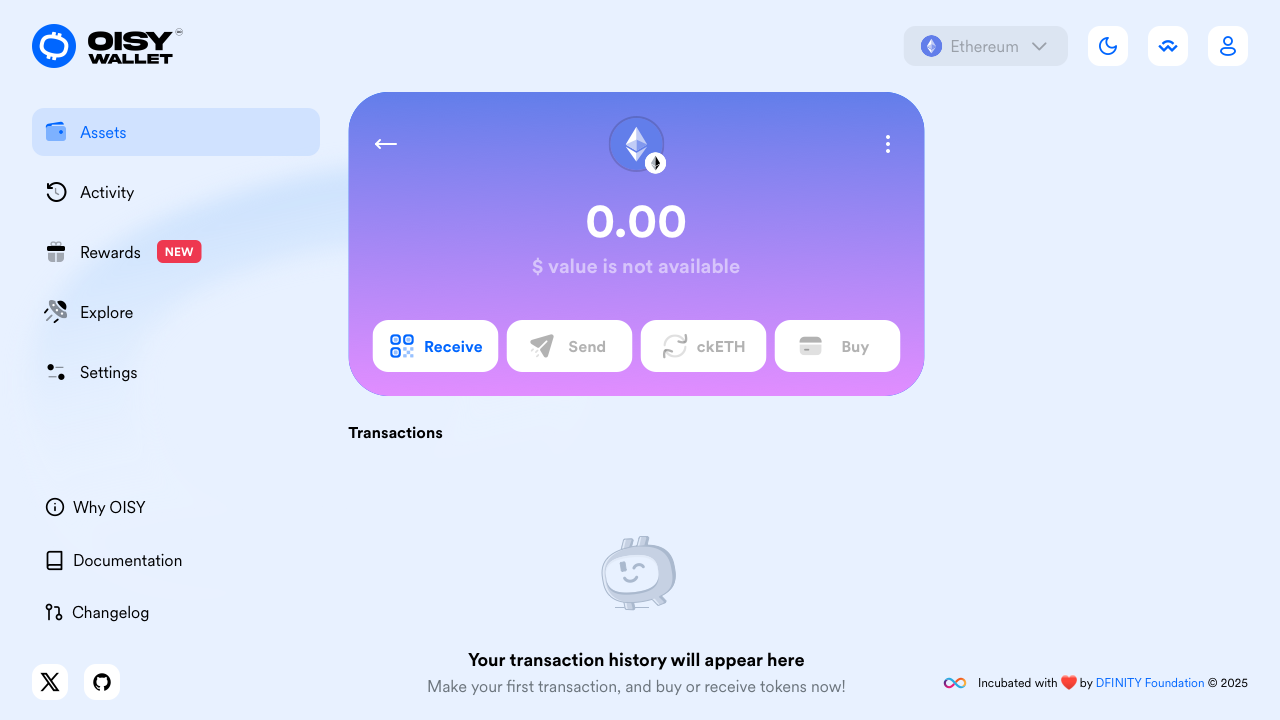 OISY
WALLET
Ethereum
Assets
Activity
Rewards NEW
Explore
Settings
Why OISY
Documentation
Changelog
0.00
$ value is not available
Receive
Send
ckETH
Buy
Transactions
Your transaction history will appear here
Make your first transaction, and buy or receive tokens now!
Incubated with ❤️ by DFINITY Foundation © 2025